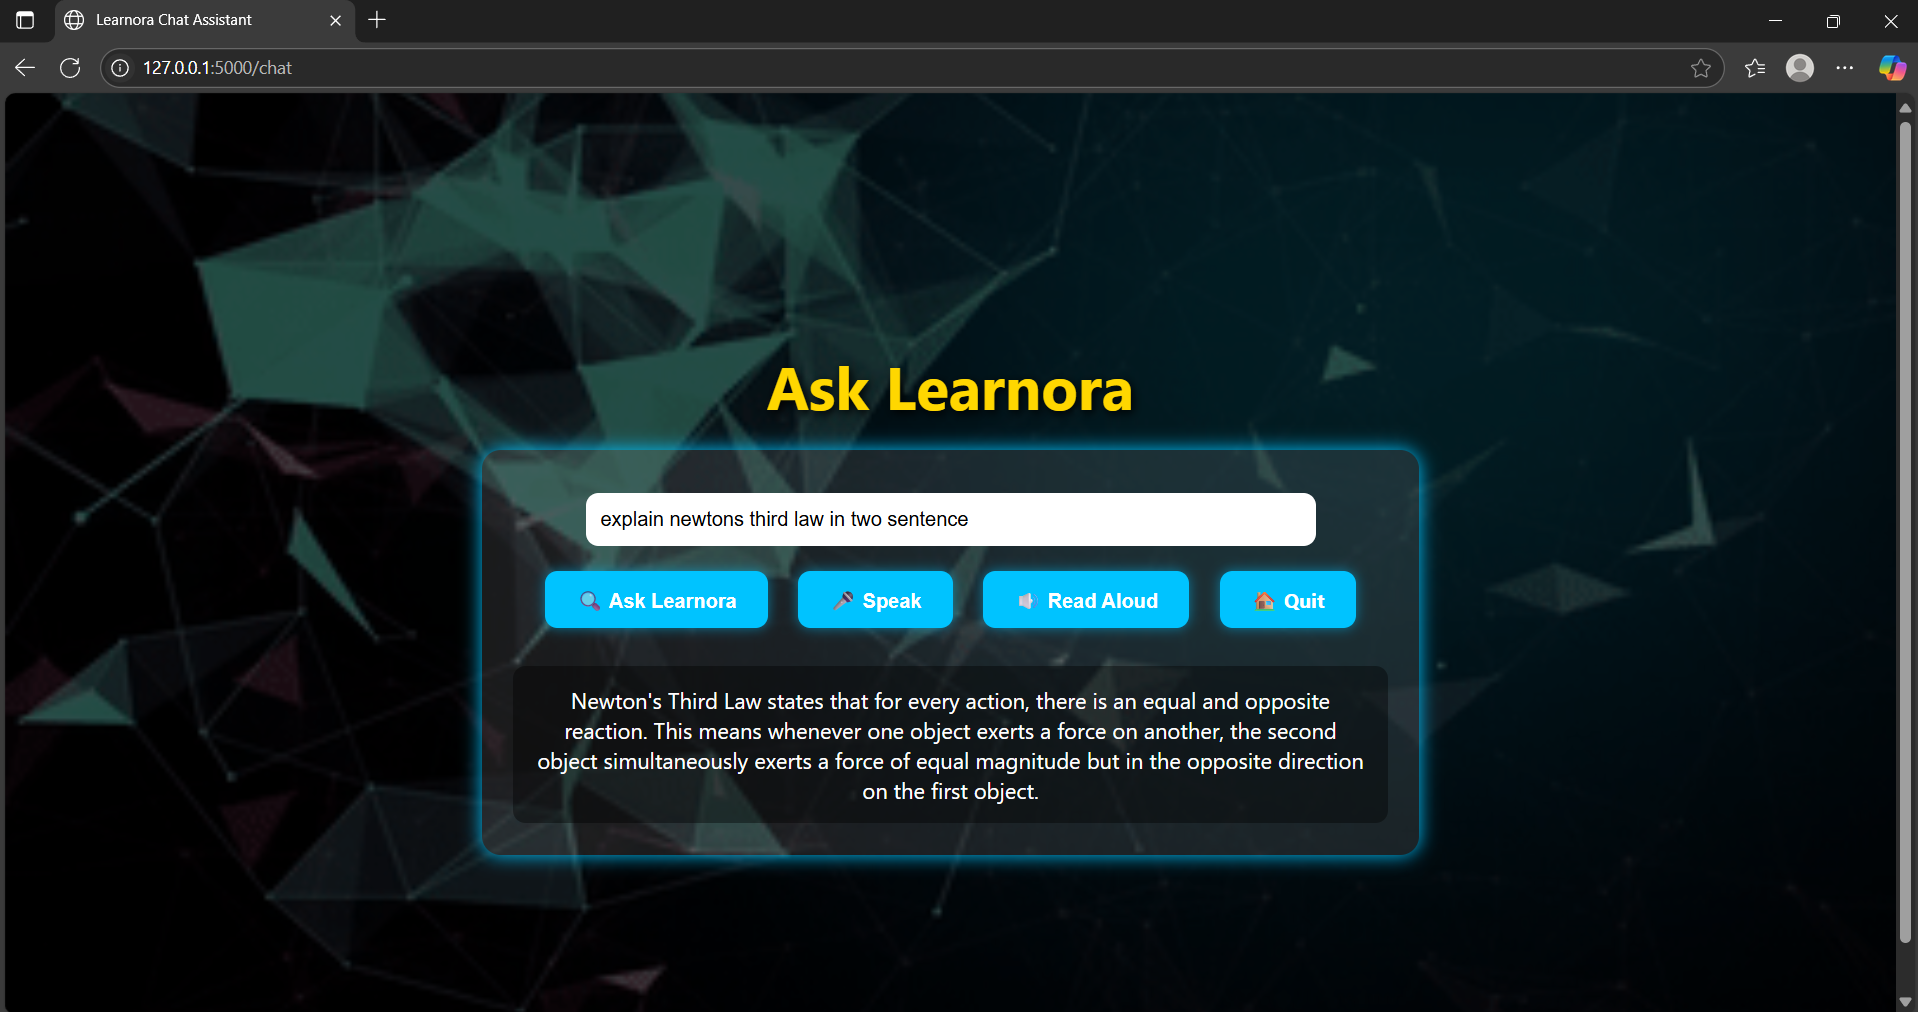 Learnora Chat Assistant
127.0.0.1:5000/chat
Ask Learnora
explain newtons third law in two sentence
Ask Learnora Speak Read Aloud Quit
Newton's Third Law states that for every action, there is an equal and opposite
reaction. This means whenever one object exerts a force on another, the second
object simultaneously exerts a force of equal magnitude but in the opposite direction
on the first object.